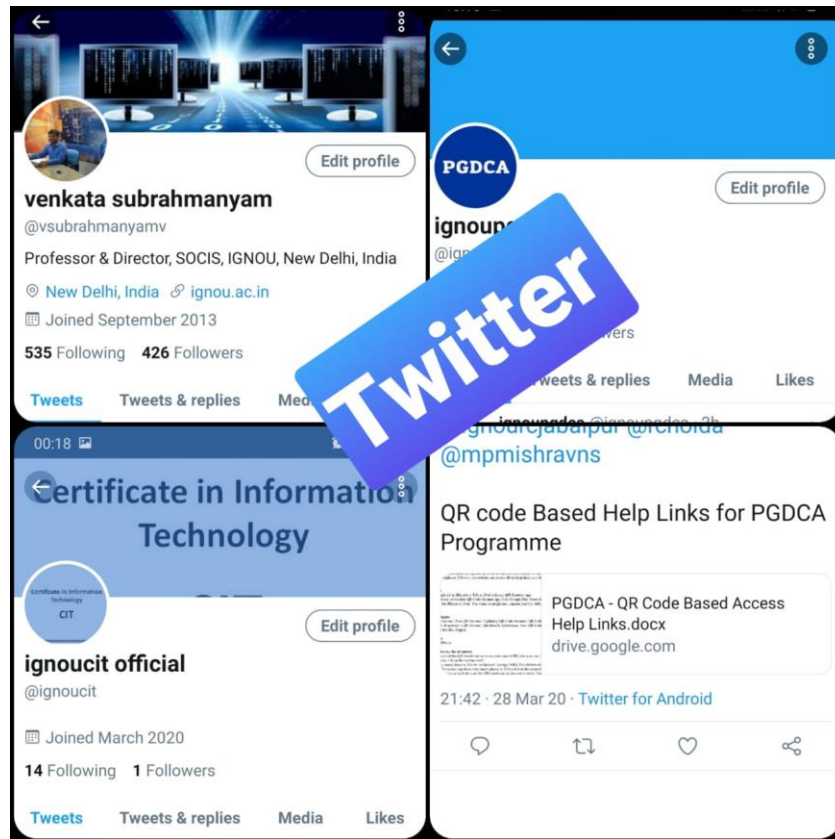 venkata subrahmanyam
@vsubrahmanyamv
Edit profile
Professor & Director, SOCIS, IGNOU, New Delhi, India
New Delhi, India ignou.ac.in
Joined September 2013
535 Following 426 Followers
Tweets Tweets & replies
PGDCA
Edit profile
Tweets & replies Media Likes
Twitter
00:18
Certificate in Information
Technology
Certificate in Information
Technology
CIT
Edit profile
ignoucit official
@ignoucit
Joined March 2020
14 Following 1 Followers
Tweets Tweets & replies Media Likes
@mpmishravns
QR code Based Help Links for PGDCA
Programme
PGDCA - QR Code Based Access
Help Links.docx
drive.google.com
21:42 · 28 Mar 20 · Twitter for Android